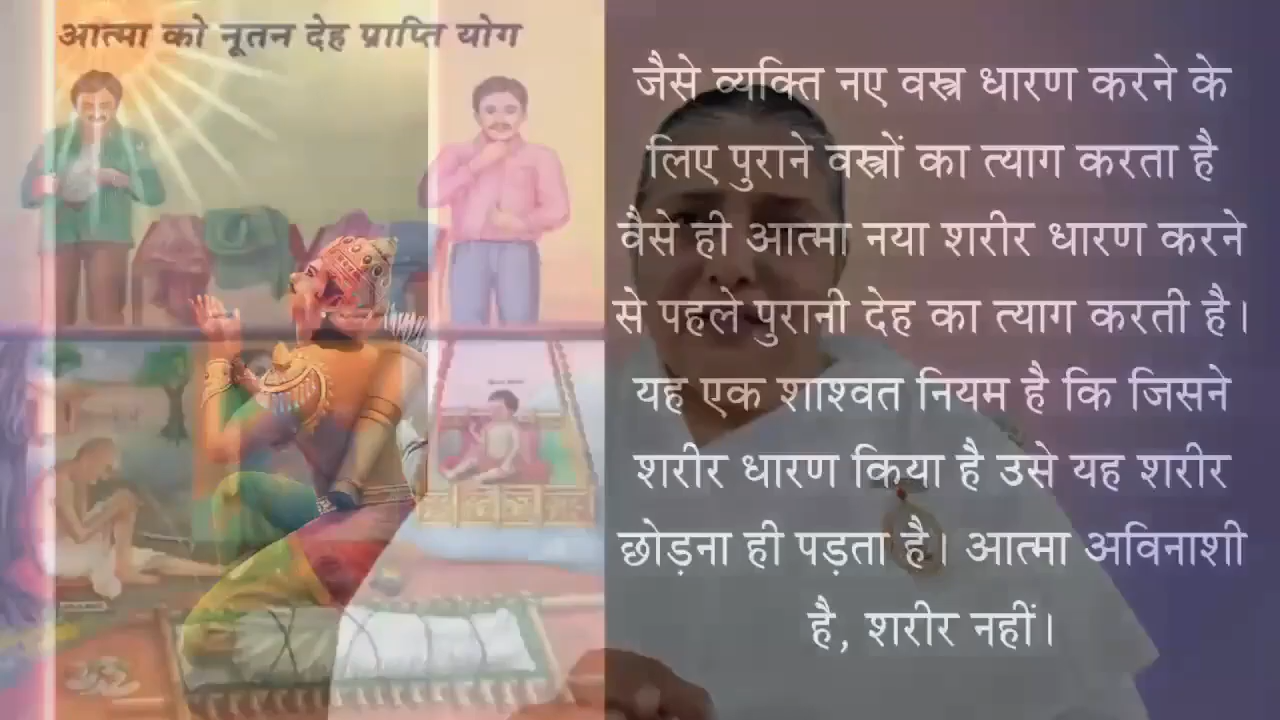 आत्मा को नूतन देह प्राप्ति योग
जैसे व्यक्ति नए वस्त्र धारण करने के
लिए पुराने वस्त्रों का त्याग करता है
वैसे ही आत्मा नया शरीर धारण करने
से पहले पुरानी देह का त्याग करती है।
यह एक शाश्वत नियम है कि जिसने
शरीर धारण किया है उसे यह शरीर
छोड़ना ही पड़ता है। आत्मा अविनाशी
है, शरीर नहीं।